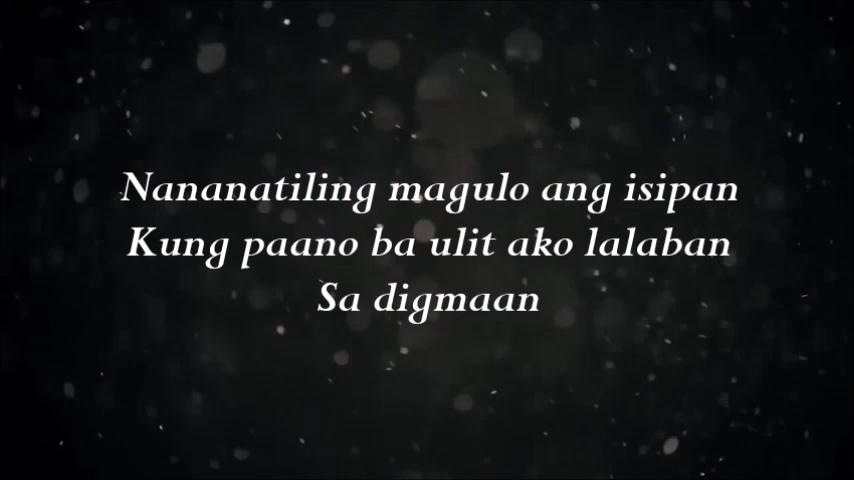 Nananatiling magulo ang isipan
Kung paano ba ulit ako lalaban
Sa digmaan